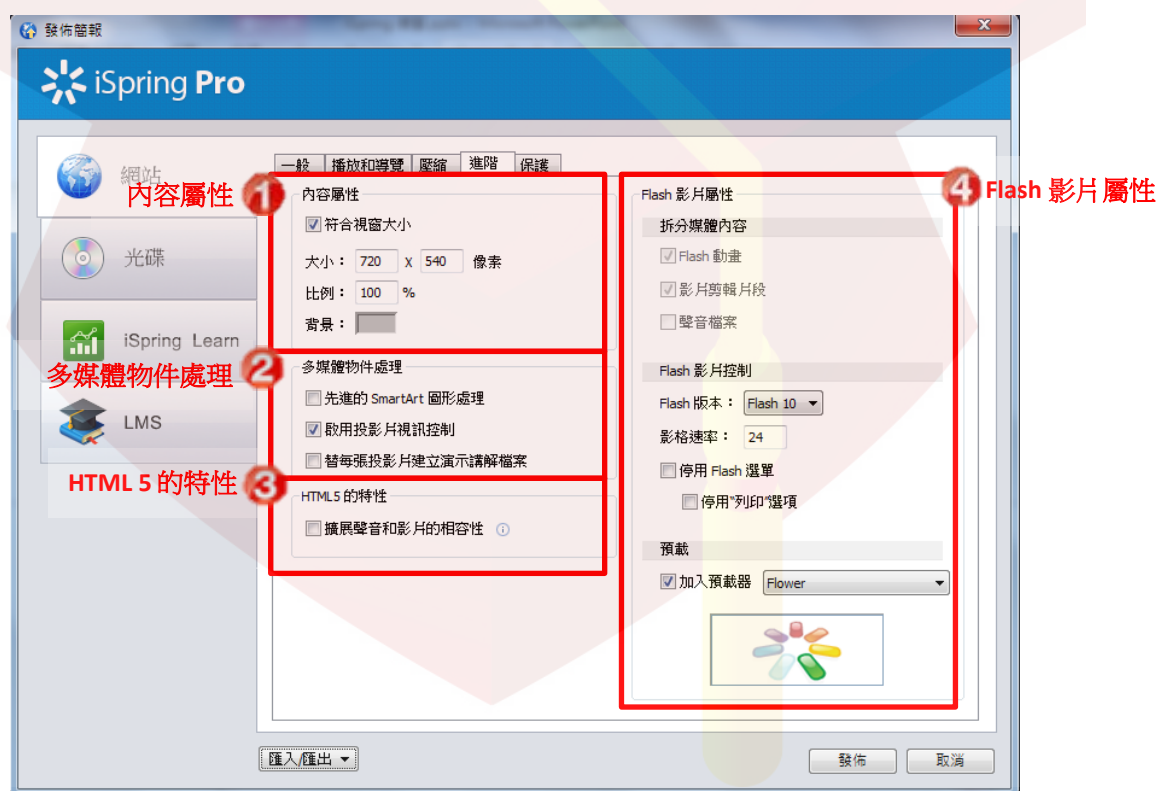 發佈簡報
iSpring Pro
網站
光碟
iSpring Learn
LMS
一般 播放和導覽 壓縮 進階 保護
內容屬性
1
內容屬性
符合視窗大小
大小: 720 x 540 像素
比例: 100 %
背景:
多媒體物件處理
2
多媒體物件處理
先進的 SmartArt 圖形處理
啟用投影片視訊控制
替每張投影片建立演示講解檔案
HTML 5 的特性
3
HTML5 的特性
擴展聲音和影片的相容性
4
Flash 影片屬性
Flash 影片屬性
拆分媒體內容
Flash 動畫
影片剪輯片段
聲音檔案
Flash 影片控制
Flash 版本: Flash 10
影格速率: 24
停用 Flash 選單
停用"列印"選項
預載
加入預載器 Flower
匯入/匯出
發佈 取消